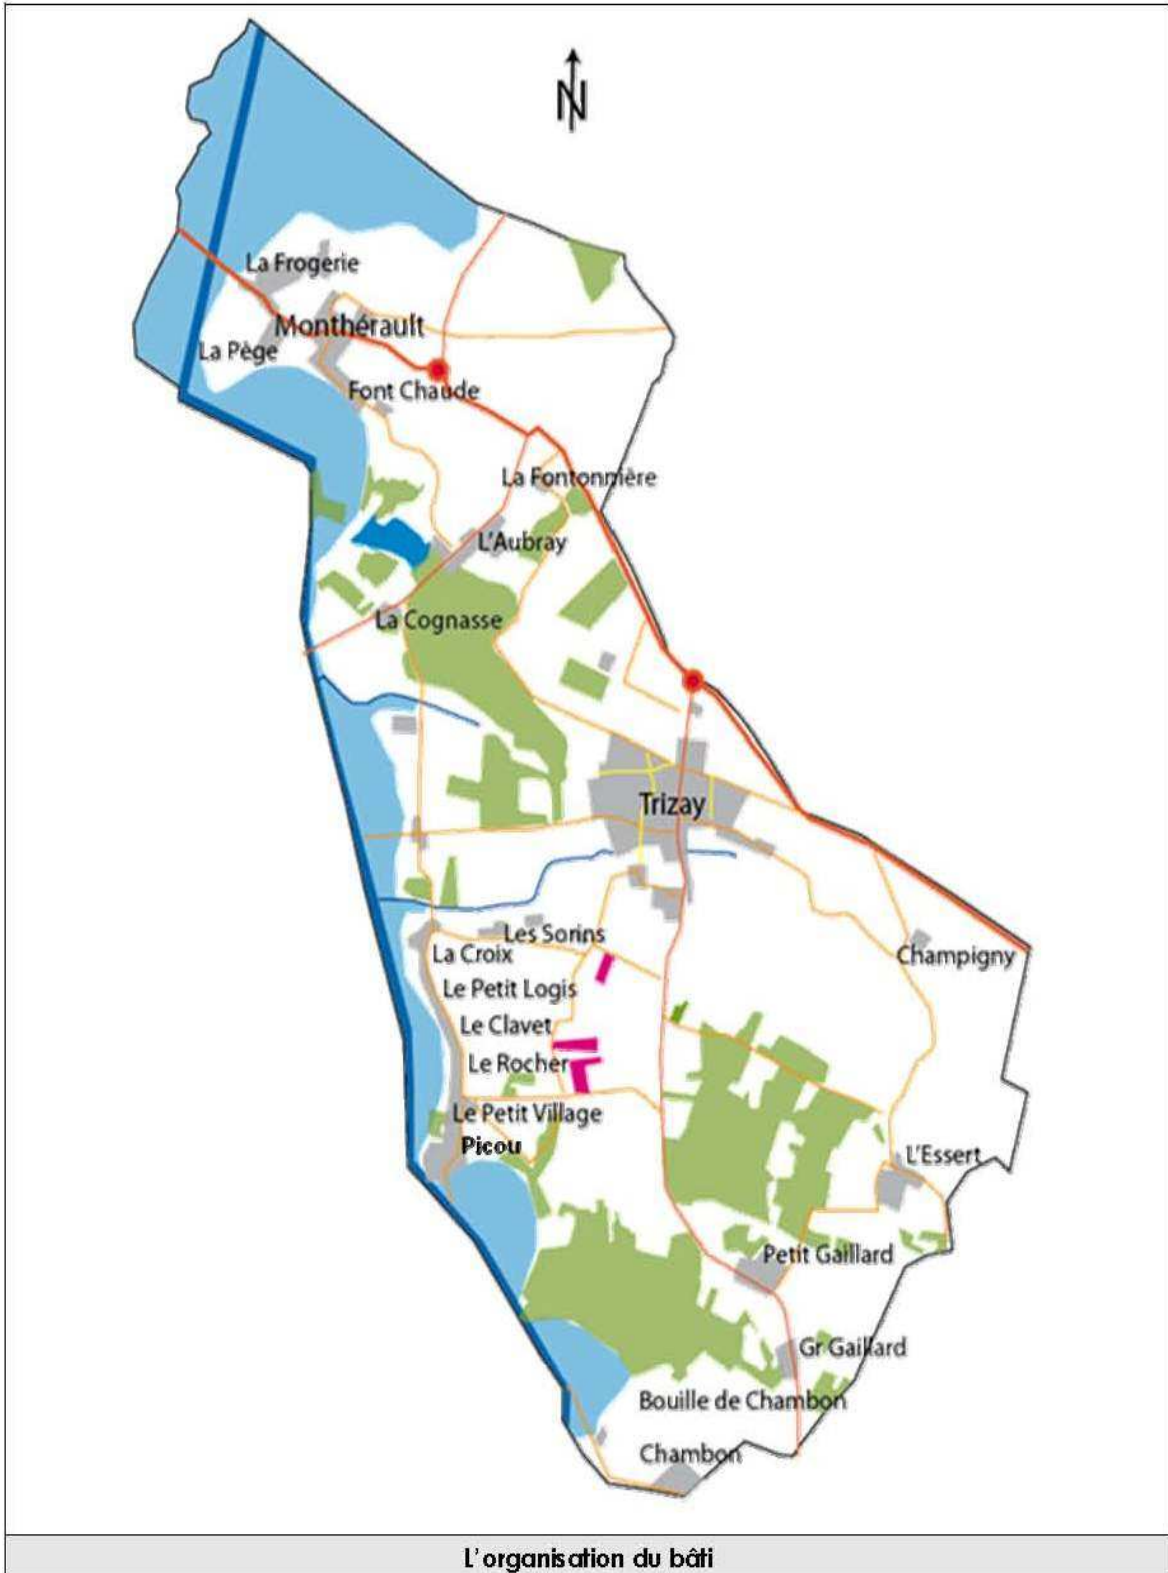 N
La Frogerie
Monthérault
La Pège
Font Chaude
La Fontonnière
L'Aubray
La Cognasse
Trizay
Les Sorins
La Croix
Champigny
Le Petit Logis
Le Clavet
Le Rocher
Le Petit Village
Picou
L'Essert
Petit Gaillard
Gr Gaillard
Bouille de Chambon
Chambon
L'organisation du bâti